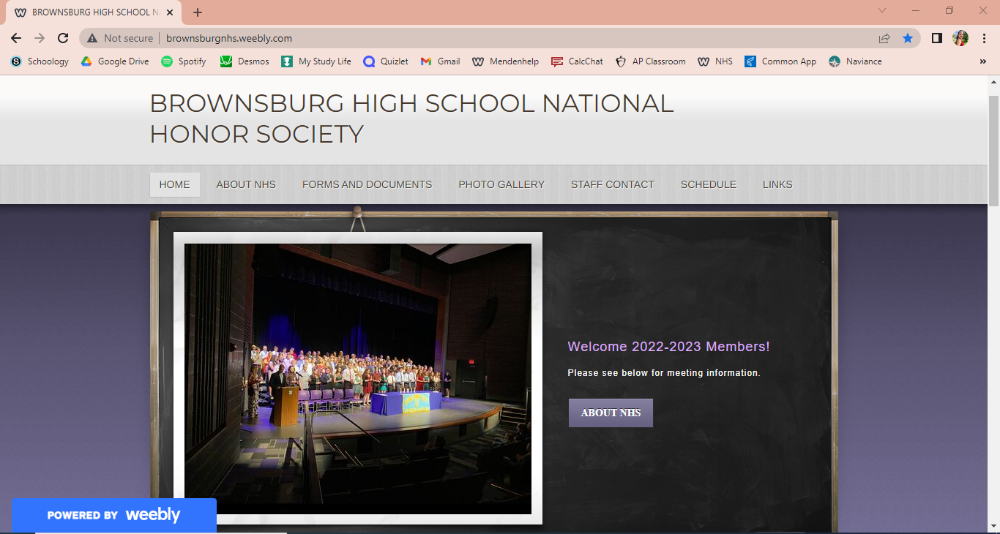 BROWNSBURG HIGH SCHOOL N
Not secure
brownsburgnhs.weebly.com
Schoology
Google Drive
Spotify
Desmos
My Study Life
Quizlet
Gmail
Mendenhelp
CalcChat
AP Classroom
NHS
Common App
Naviance
BROWNSBURG HIGH SCHOOL NATIONAL
HONOR SOCIETY
HOME
ABOUT NHS
FORMS AND DOCUMENTS
PHOTO GALLERY
STAFF CONTACT
SCHEDULE
LINKS
Welcome 2022-2023 Members!
Please see below for meeting information.
ABOUT NHS
POWERED BY weebly